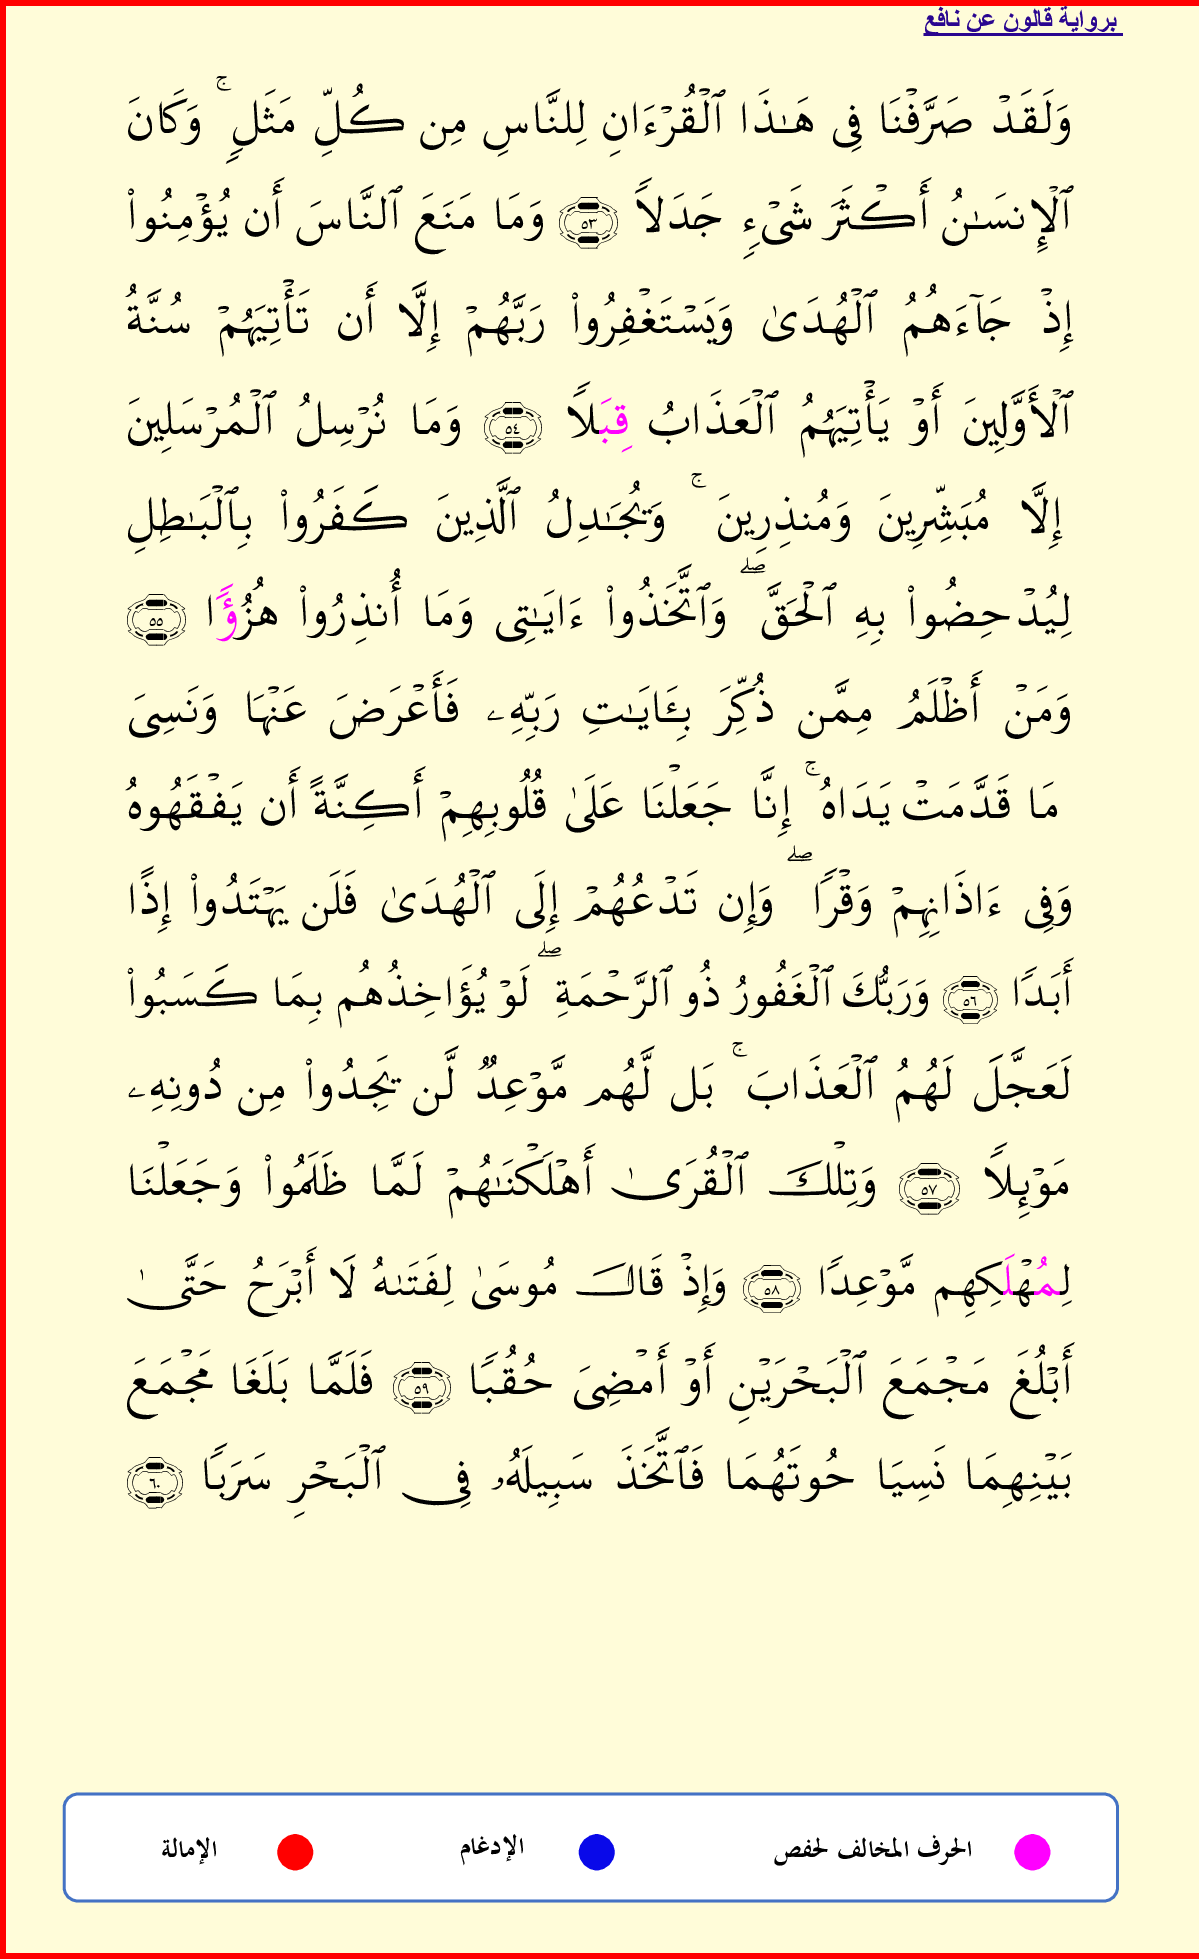 برواية قالون عن نافع
وَلَقَدۡ صَرَّفۡنَا فِي هَٰذَا ٱلۡقُرۡءَانِ لِلنَّاسِ مِن كُلِّ مَثَلٖۚ وَكَانَ
ٱلۡإِنسَٰنُ أَكۡثَرَ شَيۡءٖ جَدَلٗا ٥٣ وَمَا مَنَعَ ٱلنَّاسَ أَن يُؤۡمِنُواْ
إِذۡ جَآءَهُمُ ٱلۡهُدَىٰ وَيَسۡتَغۡفِرُواْ رَبَّهُمۡ إِلَّا أَن تَأۡتِيَهُمۡ سُنَّةُ
ٱلۡأَوَّلِينَ أَوۡ يَأۡتِيَهُمُ ٱلۡعَذَابُ قِبَلٗا ٥٤ وَمَا نُرۡسِلُ ٱلۡمُرۡسَلِينَ
إِلَّا مُبَشِّرِينَ وَمُنذِرِينَۚ وَيُجَٰدِلُ ٱلَّذِينَ كَفَرُواْ بِٱلۡبَٰطِلِ
لِيُدۡحِضُواْ بِهِ ٱلۡحَقَّۖ وَٱتَّخَذُواْ ءَايَٰتِي وَمَا أُنذِرُواْ هُزُؤٗا ٥٥
وَمَنۡ أَظۡلَمُ مِمَّن ذُكِّرَ بِـَٔايَٰتِ رَبِّهِۦ فَأَعۡرَضَ عَنۡهَا وَنَسِيَ
مَا قَدَّمَتۡ يَدَاهُۚ إِنَّا جَعَلۡنَا عَلَىٰ قُلُوبِهِمۡ أَكِنَّةً أَن يَفۡقَهُوهُ
وَفِي ءَاذَانِهِمۡ وَقۡرٗاۖ وَإِن تَدۡعُهُمۡ إِلَى ٱلۡهُدَىٰ فَلَن يَهۡتَدُواْ إِذًا
أَبَدٗا ٥٦ وَرَبُّكَ ٱلۡغَفُورُ ذُو ٱلرَّحۡمَةِۖ لَوۡ يُؤَاخِذُهُم بِمَا كَسَبُواْ
لَعَجَّلَ لَهُمُ ٱلۡعَذَابَۚ بَل لَّهُم مَّوۡعِدٞ لَّن يَجِدُواْ مِن دُونِهِۦ
مَوۡئِلٗا ٥٧ وَتِلۡكَ ٱلۡقُرَىٰ أَهۡلَكۡنَٰهُمۡ لَمَّا ظَلَمُواْ وَجَعَلۡنَا
لِمُهۡلَكِهِم مَّوۡعِدٗا ٥٨ وَإِذۡ قَالَ مُوسَىٰ لِفَتَىٰهُ لَا أَبۡرَحُ حَتَّىٰ
أَبۡلُغَ مَجۡمَعَ ٱلۡبَحۡرَيۡنِ أَوۡ أَمۡضِيَ حُقُبٗا ٥٩ فَلَمَّا بَلَغَا مَجۡمَعَ
بَيۡنِهِمَا نَسِيَا حُوتَهُمَا فَٱتَّخَذَ سَبِيلَهُۥ فِي ٱلۡبَحۡرِ سَرَبٗا ٦٠
الحرف المخالف لحفص الإدغام الإمالة